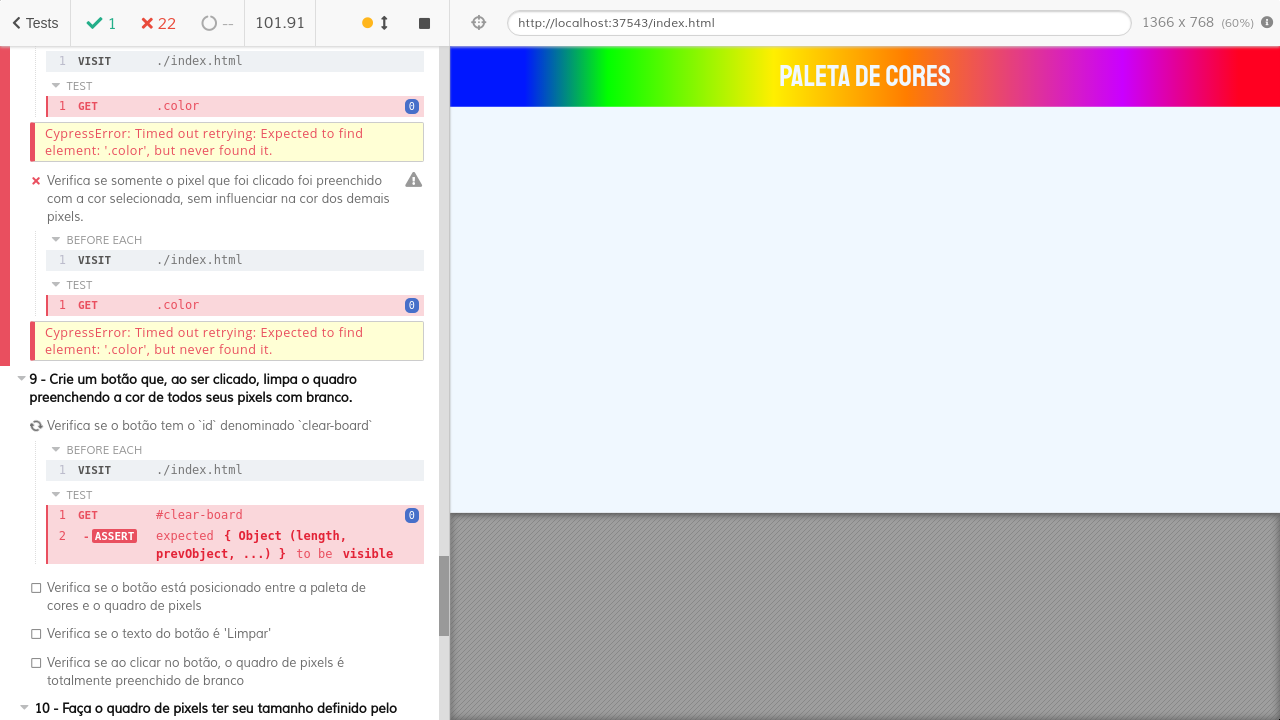 Tests
1
22
--
101.91
http://localhost:37543/index.html
1366 x 768 (60%)
1 VISIT ./index.html
TEST
1 GET .color 0
CypressError: Timed out retrying: Expected to find
element: '.color', but never found it.
Verifica se somente o pixel que foi clicado foi preenchido
com a cor selecionada, sem influenciar na cor dos demais
pixels.
BEFORE EACH
1 VISIT ./index.html
TEST
1 GET .color 0
CypressError: Timed out retrying: Expected to find
element: '.color', but never found it.
9 - Crie um botão que, ao ser clicado, limpa o quadro
preenchendo a cor de todos seus pixels com branco.
Verifica se o botão tem o `id` denominado `clear-board`
BEFORE EACH
1 VISIT ./index.html
TEST
1 GET #clear-board 0
2 -ASSERT expected { Object (length,
prevObject, ...) } to be visible
Verifica se o botão está posicionado entre a paleta de
cores e o quadro de pixels
Verifica se o texto do botão é 'Limpar'
Verifica se ao clicar no botão, o quadro de pixels é
totalmente preenchido de branco
10 - Faça o quadro de pixels ter seu tamanho definido pelo
PALETA DE CORES